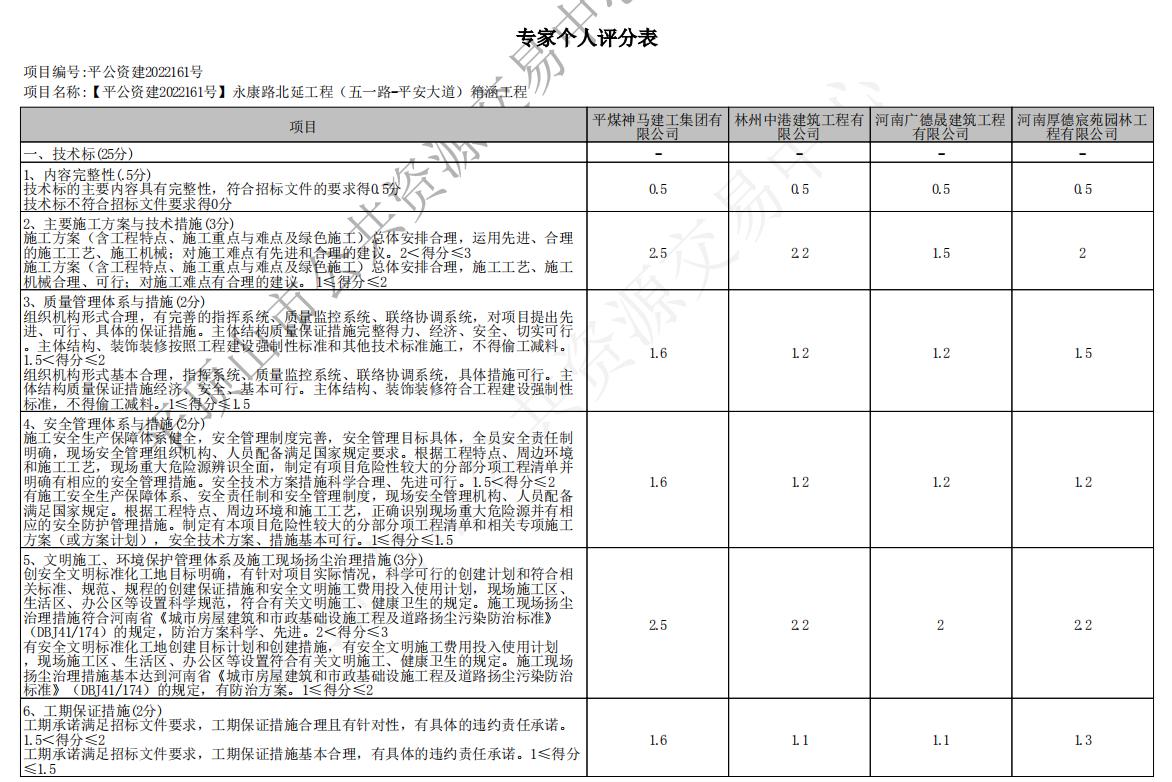 专家个人评分表
项目编号:平公资建2022161号
项目名称:【平公资建2022161号】永康路北延工程（五一路-平安大道）箱涵工程
项目
平煤神马建工集团有
限公司
林州中港建筑工程有
限公司
河南广德晟建筑工程
有限公司
河南厚德宸苑园林工
程有限公司
一、技术标(25分)
-
-
-
-
1、内容完整性(.5分)
技术标的主要内容具有完整性，符合招标文件的要求得0.5分
技术标不符合招标文件要求得0分
0.5
0.5
0.5
0.5
2、主要施工方案与技术措施(3分)
施工方案（含工程特点、施工重点与难点及绿色施工）总体安排合理，运用先进、合理
的施工工艺、施工机械；对施工难点有先进和合理的建议。2＜得分≤3
施工方案（含工程特点、施工重点与难点及绿色施工）总体安排合理，施工工艺、施工
机械合理、可行；对施工难点有合理的建议。1≤得分≤2
2.5
2.2
1.5
2
3、质量管理体系与措施(2分)
组织机构形式合理，有完善的指挥系统、质量监控系统、联络协调系统，对项目提出先
进、可行、具体的保证措施。主体结构质量保证措施完整得力、经济、安全、切实可行
。主体结构、装饰装修按照工程建设强制性标准和其他技术标准施工，不得偷工减料。
1.5＜得分≤2
组织机构形式基本合理，指挥系统、质量监控系统、联络协调系统，具体措施可行。主
体结构质量保证措施经济、安全、基本可行。主体结构、装饰装修符合工程建设强制性
标准，不得偷工减料。1≤得分≤1.5
1.6
1.2
1.2
1.5
4、安全管理体系与措施(2分)
施工安全生产保障体系健全，安全管理制度完善，安全管理目标具体，全员安全责任制
明确，现场安全管理组织机构、人员配备满足国家规定要求。根据工程特点、周边环境
和施工工艺，现场重大危险源辨识全面，制定有项目危险性较大的分部分项工程清单并
明确有相应的安全管理措施。安全技术方案措施科学合理、先进可行。1.5＜得分≤2
有施工安全生产保障体系、安全责任制和安全管理制度，现场安全管理机构、人员配备
满足国家规定。根据工程特点、周边环境和施工工艺，正确识别现场重大危险源并有相
应的安全防护管理措施。制定有本项目危险性较大的分部分项工程清单和相关专项施工
方案（或方案计划），安全技术方案、措施基本可行。1≤得分≤1.5
1.6
1.2
1.2
1.2
5、文明施工、环境保护管理体系及施工现场扬尘治理措施(3分)
创安全文明标准化工地目标明确，有针对项目实际情况，科学可行的创建计划和符合相
关标准、规范、规程的创建保证措施和安全文明施工费用投入使用计划，现场施工区、
生活区、办公区等设置科学规范，符合有关文明施工、健康卫生的规定。施工现场扬尘
治理措施符合河南省《城市房屋建筑和市政基础设施工程及道路扬尘污染防治标准》
（DBJ41/174）的规定，防治方案科学、先进。2＜得分≤3
有安全文明标准化工地创建目标计划和创建措施，有安全文明施工费用投入使用计划
，现场施工区、生活区、办公区等设置符合有关文明施工、健康卫生的规定。施工现场
扬尘治理措施基本达到河南省《城市房屋建筑和市政基础设施工程及道路扬尘污染防治
标准》（DBJ41/174）的规定，有防治方案。1≤得分≤2
2.5
2.2
2
2.2
6、工期保证措施(2分)
工期承诺满足招标文件要求，工期保证措施合理且有针对性，有具体的违约责任承诺。
1.5＜得分≤2
工期承诺满足招标文件要求，工期保证措施基本合理，有具体的违约责任承诺。1≤得分
≤1.5
1.6
1.1
1.1
1.3
平顶山市公共资源交易中心
共资源交易中心